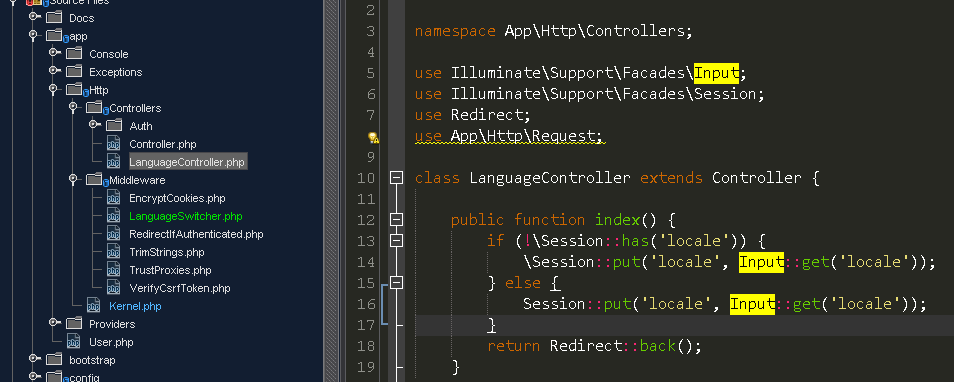 Source Files
Docs
app
Console
Exceptions
Http
Controllers
Auth
Controller.php
LanguageController.php
Middleware
EncryptCookies.php
LanguageSwitcher.php
RedirectIfAuthenticated.php
TrimStrings.php
TrustProxies.php
VerifyCsrfToken.php
Kernel.php
Providers
User.php
bootstrap
config
2
3 namespace App\Http\Controllers;
4
5 use Illuminate\Support\Facades\Input;
6 use Illuminate\Support\Facades\Session;
7 use Redirect;
use App\Http\Request;
9
10 class LanguageController extends Controller {
11
12 public function index() {
13 if (!\Session::has('locale')) {
14 \Session::put('locale', Input::get('locale'));
15 } else {
16 Session::put('locale', Input::get('locale'));
17 }
18 return Redirect::back();
19 }